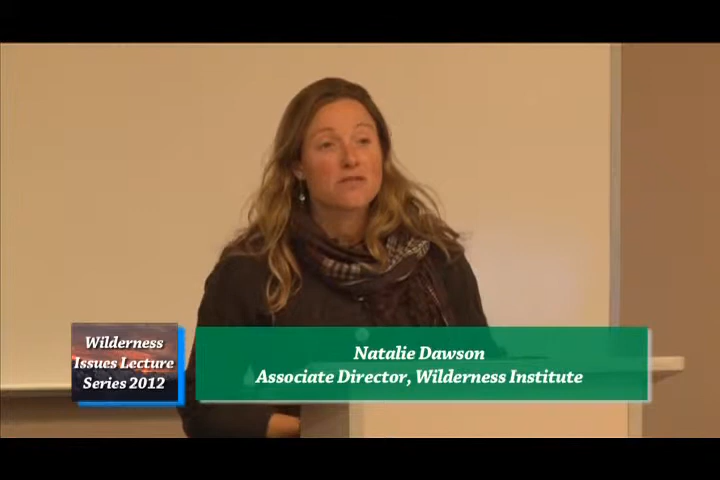 Wilderness
Issues Lecture
Series 2012
Natalie Dawson
Associate Director, Wilderness Institute